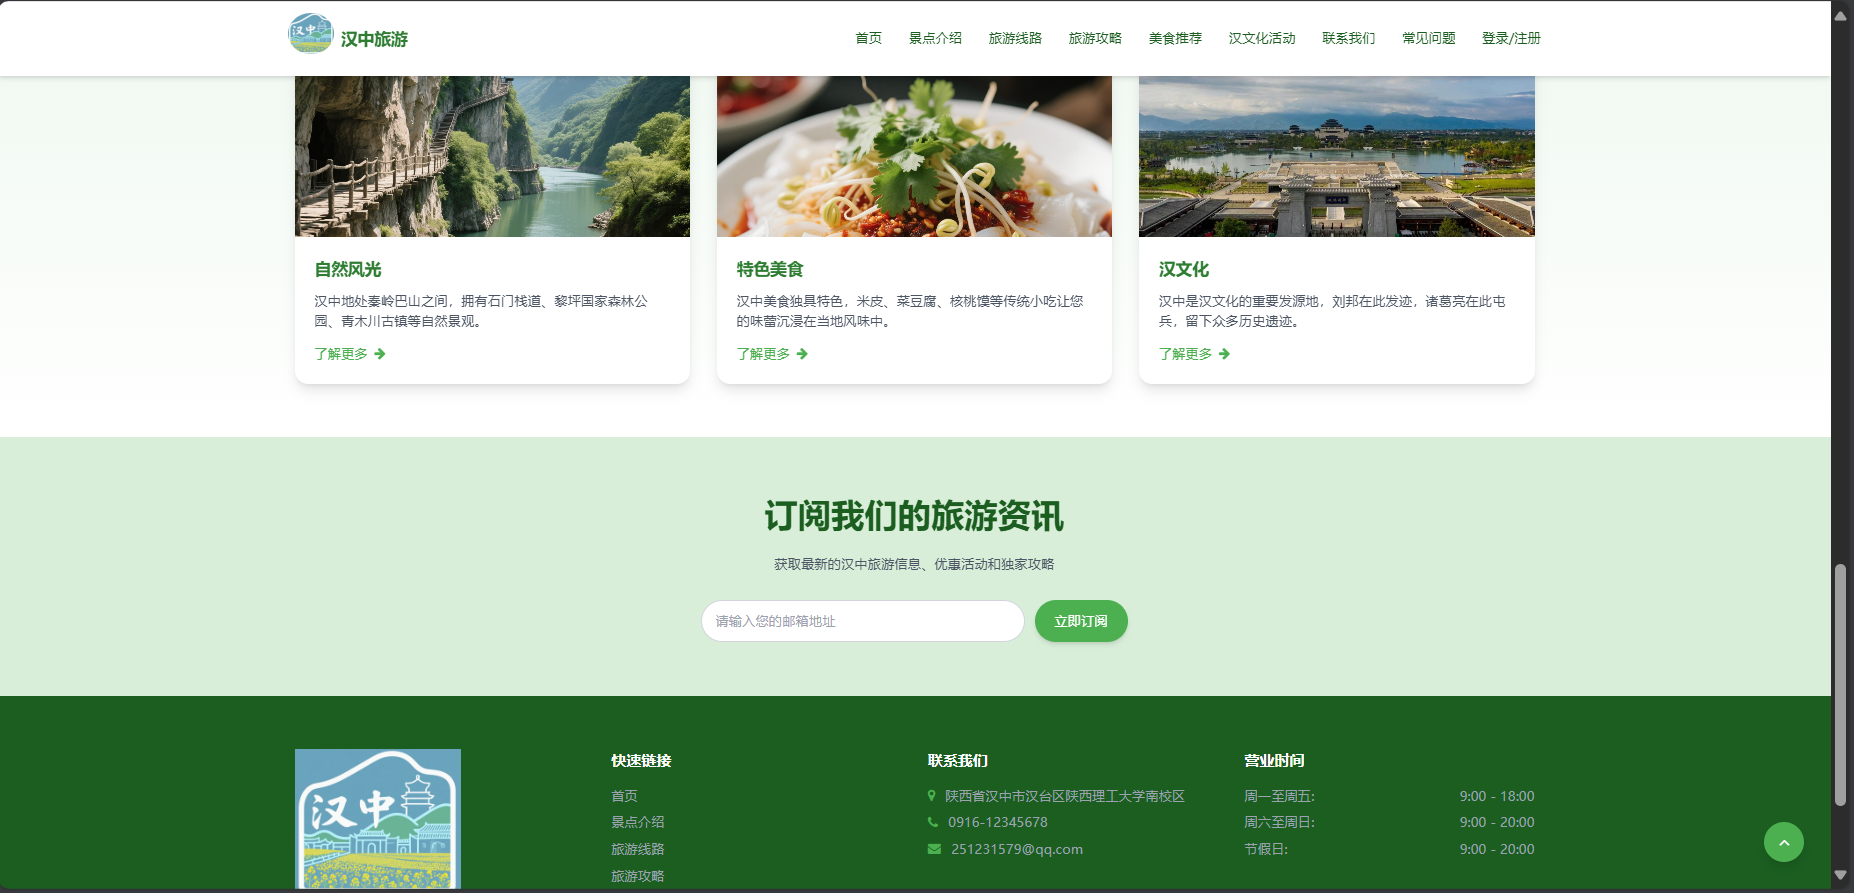 汉中
汉中旅游
首页 景点介绍 旅游线路 旅游攻略 美食推荐 汉文化活动 联系我们 常见问题 登录/注册
自然风光
汉中地处秦岭巴山之间，拥有石门栈道、黎坪国家森林公
园、青木川古镇等自然景观。
了解更多
特色美食
汉中美食独具特色，米皮、菜豆腐、核桃馍等传统小吃让您
的味蕾沉浸在当地风味中。
了解更多
汉文化
汉中是汉文化的重要发源地，刘邦在此发迹，诸葛亮在此屯
兵，留下众多历史遗迹。
了解更多
订阅我们的旅游资讯
获取最新的汉中旅游信息、优惠活动和独家攻略
请输入您的邮箱地址
立即订阅
汉中
快速链接
首页
景点介绍
旅游线路
旅游攻略
联系我们
陕西省汉中市汉台区陕西理工大学南校区
0916-12345678
251231579@qq.com
营业时间
周一至周五: 9:00 - 18:00
周六至周日: 9:00 - 20:00
节假日: 9:00 - 20:00